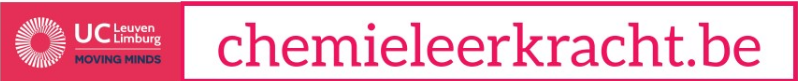 UC Leuven
Limburg
MOVING MINDS
chemieleerkracht.be